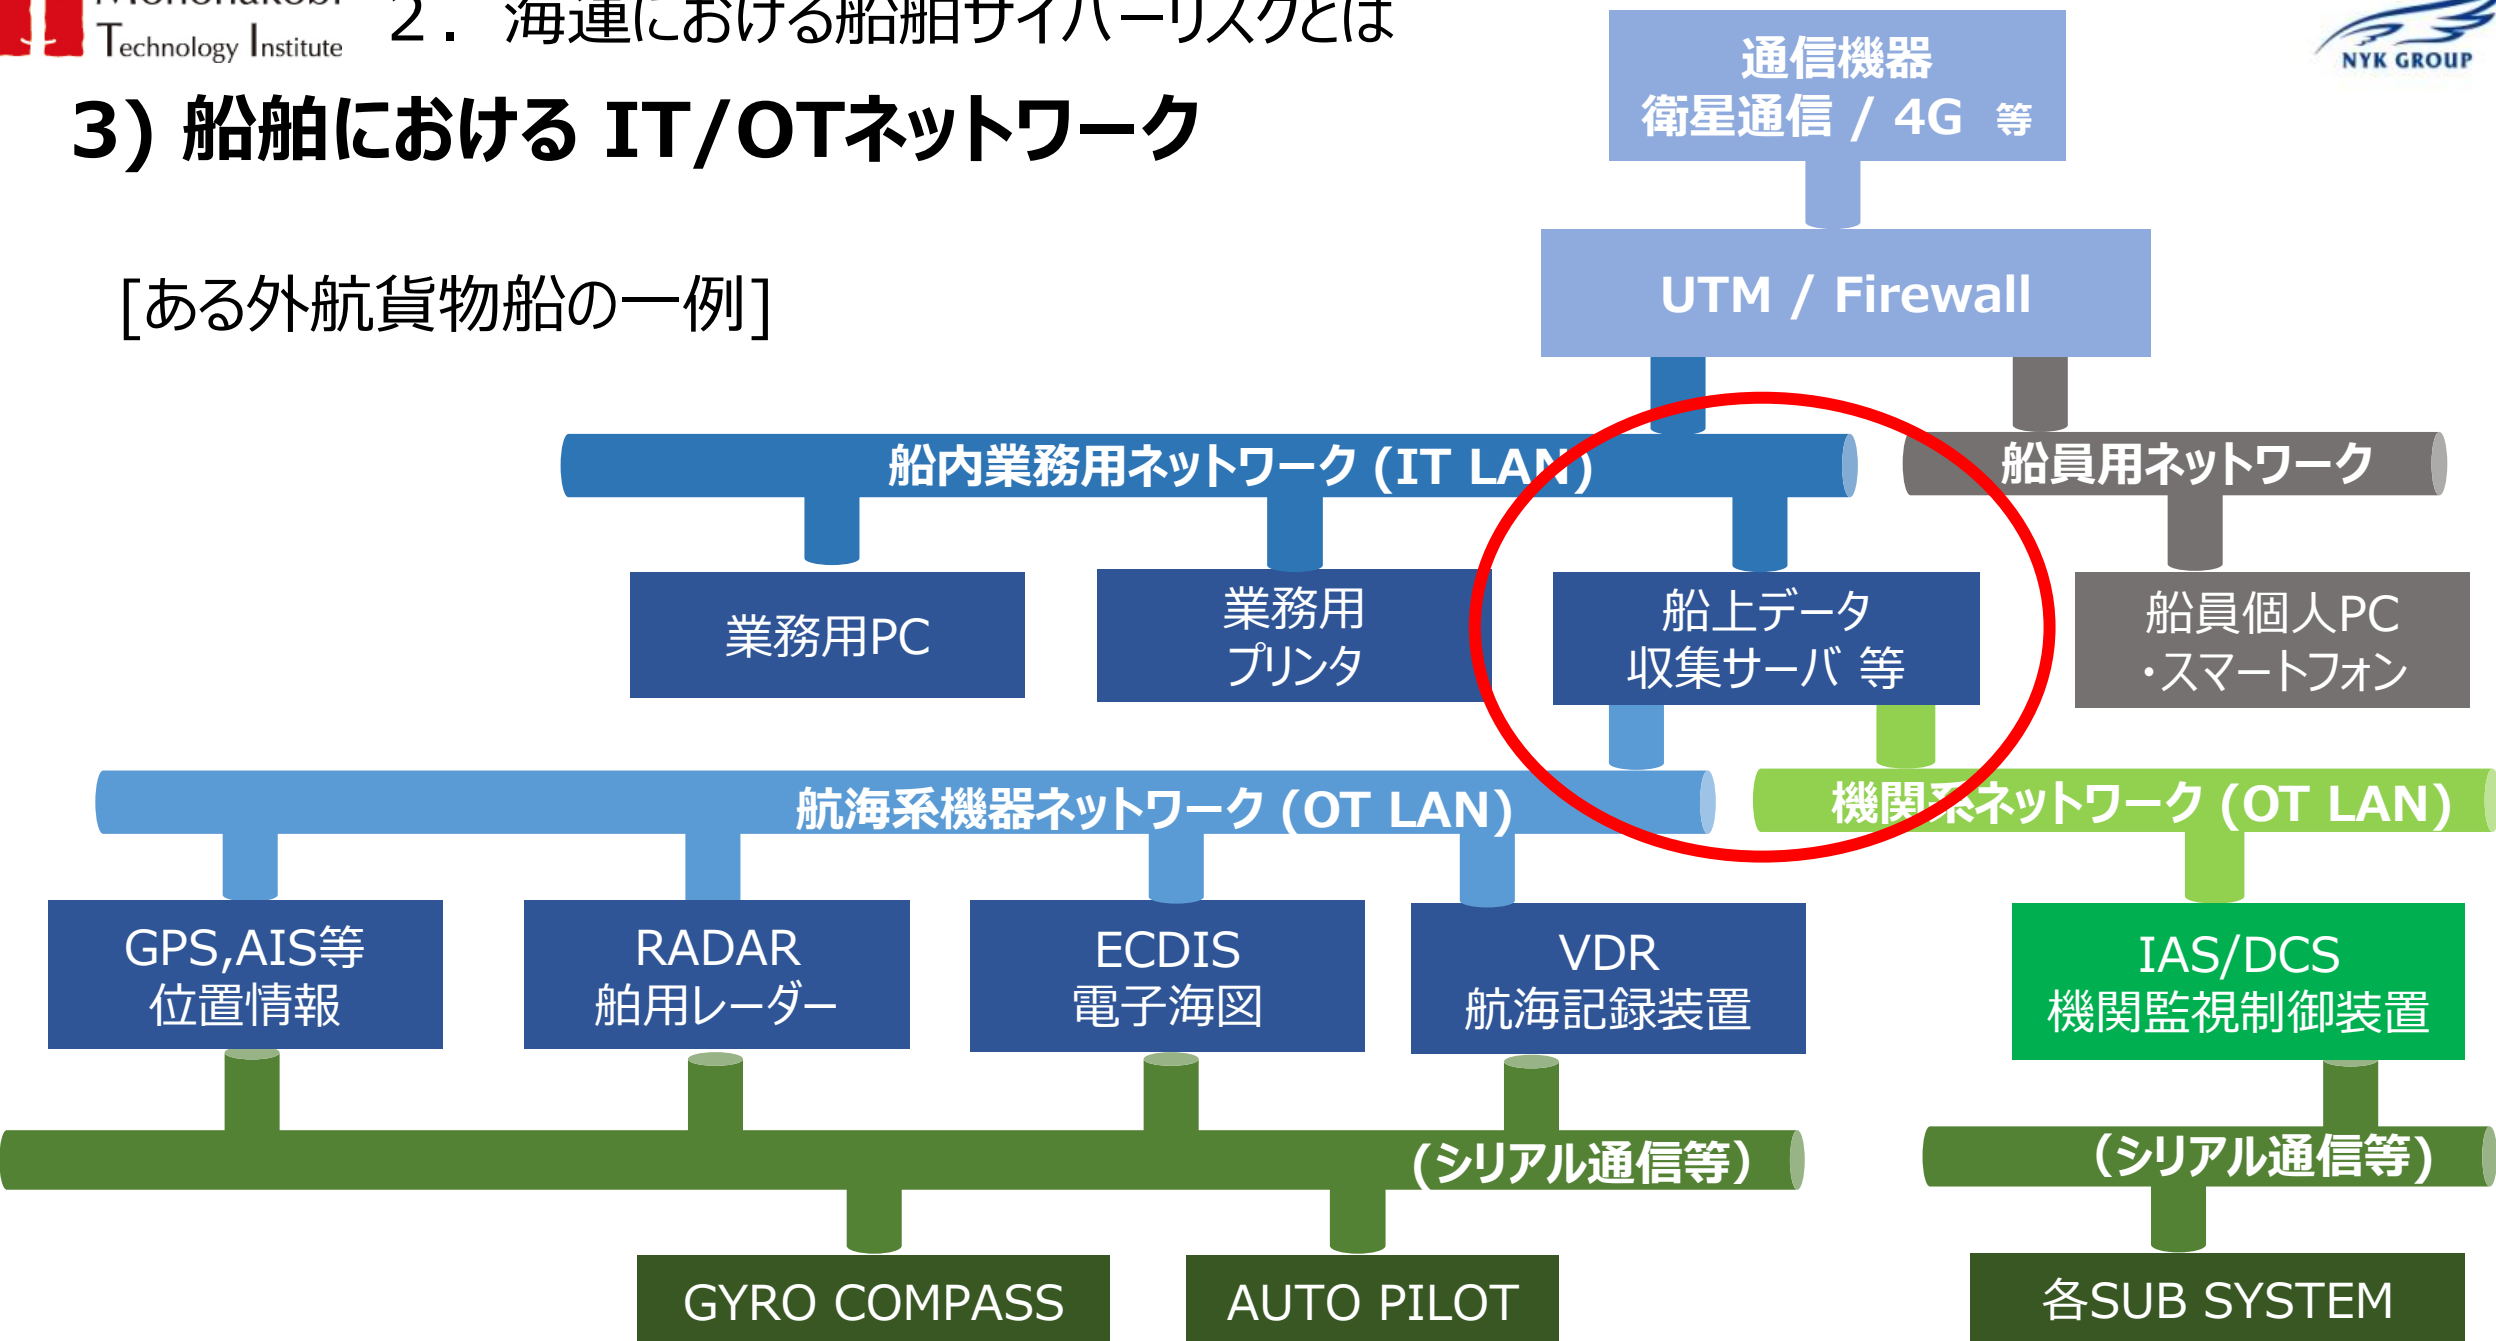 Monohakobi
Technology Institute
2. 海運における船舶サイバーリスクとは
NYK GROUP
3) 船舶における IT/OTネットワーク
[ある外航貨物船の一例]
通信機器
衛星通信 / 4G 等
UTM / Firewall
船内業務用ネットワーク (IT LAN)
船員用ネットワーク
業務用PC
業務用
プリンタ
船上データ
収集サーバ 等
船員個人PC
・スマートフォン
航海系機器ネットワーク (OT LAN)
機関系ネットワーク (OT LAN)
GPS,AIS等
位置情報
RADAR
舶用レーダー
ECDIS
電子海図
VDR
航海記録装置
IAS/DCS
機関監視制御装置
(シリアル通信等)
(シリアル通信等)
GYRO COMPASS
AUTO PILOT
各SUB SYSTEM